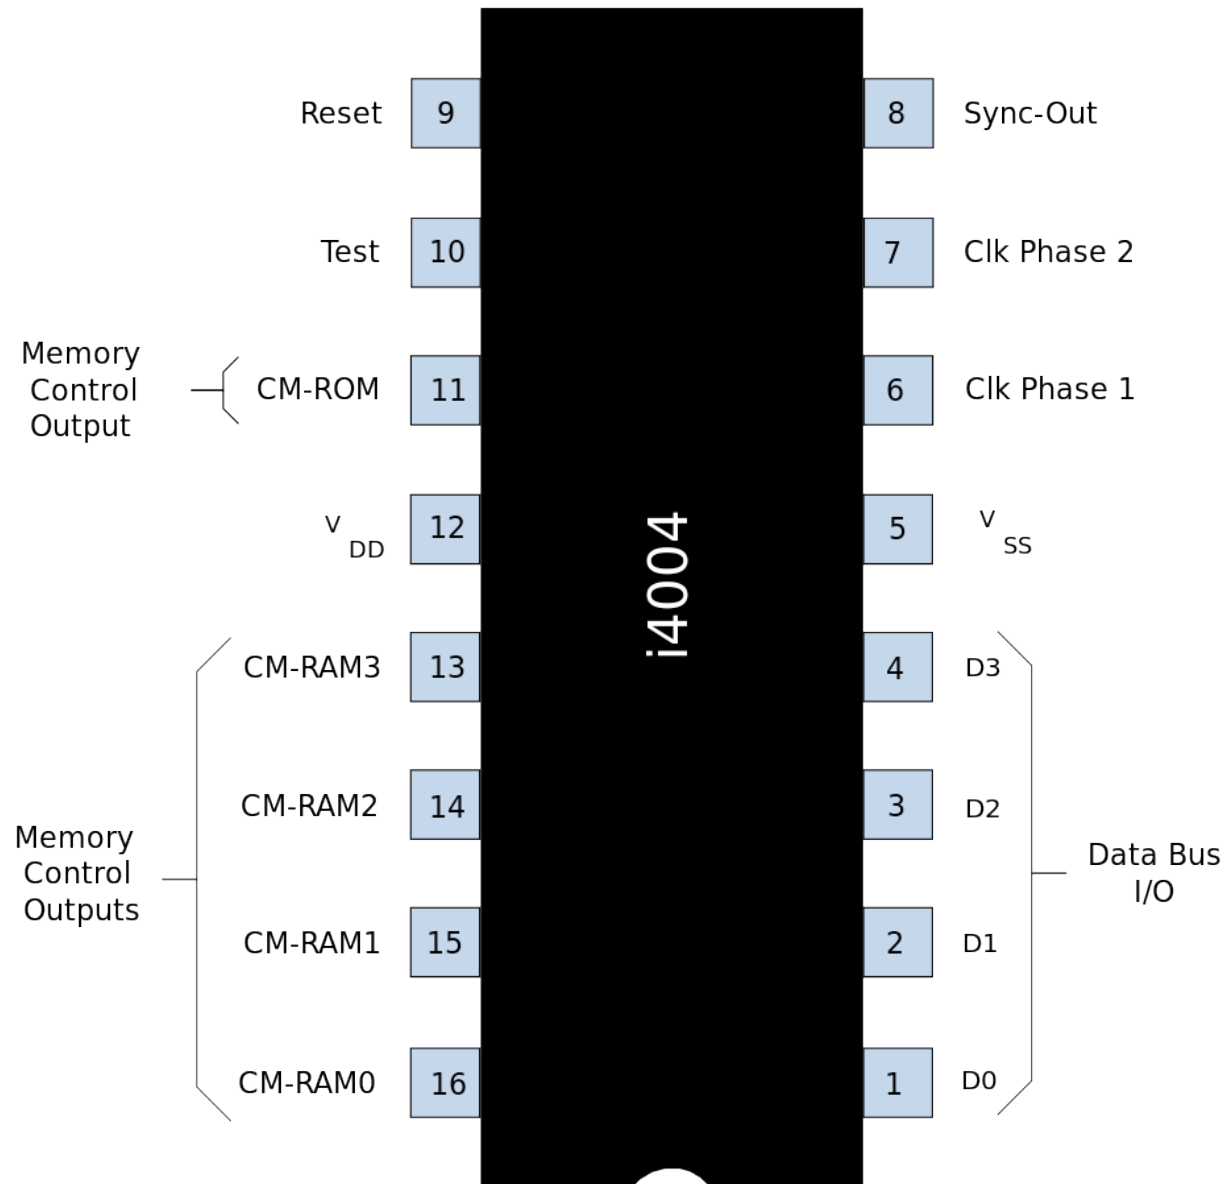 Reset 9 8 Sync-Out
Test 10 7 Clk Phase 2
Memory
Control
Output
CM-ROM 11 6 Clk Phase 1
VDD 12 5 VSS
i4004
CM-RAM3 13 4 D3
CM-RAM2 14 3 D2
Memory
Control
Outputs
Data Bus
I/O
CM-RAM1 15 2 D1
CM-RAM0 16 1 D0